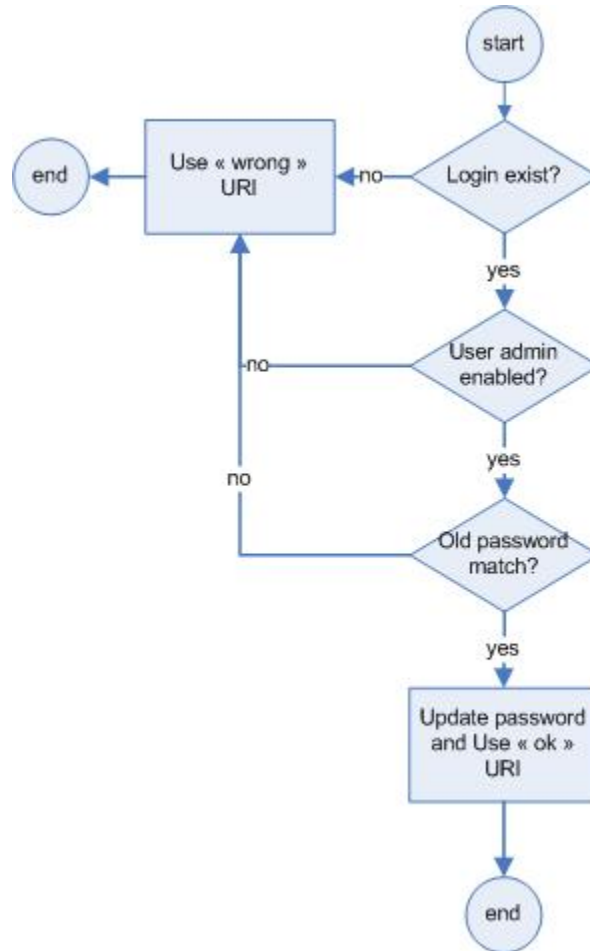 start
Login exist?
no
Use « wrong »
URI
end
yes
User admin
enabled?
no
yes
Old password
match?
no
yes
Update password
and Use « ok »
URI
end